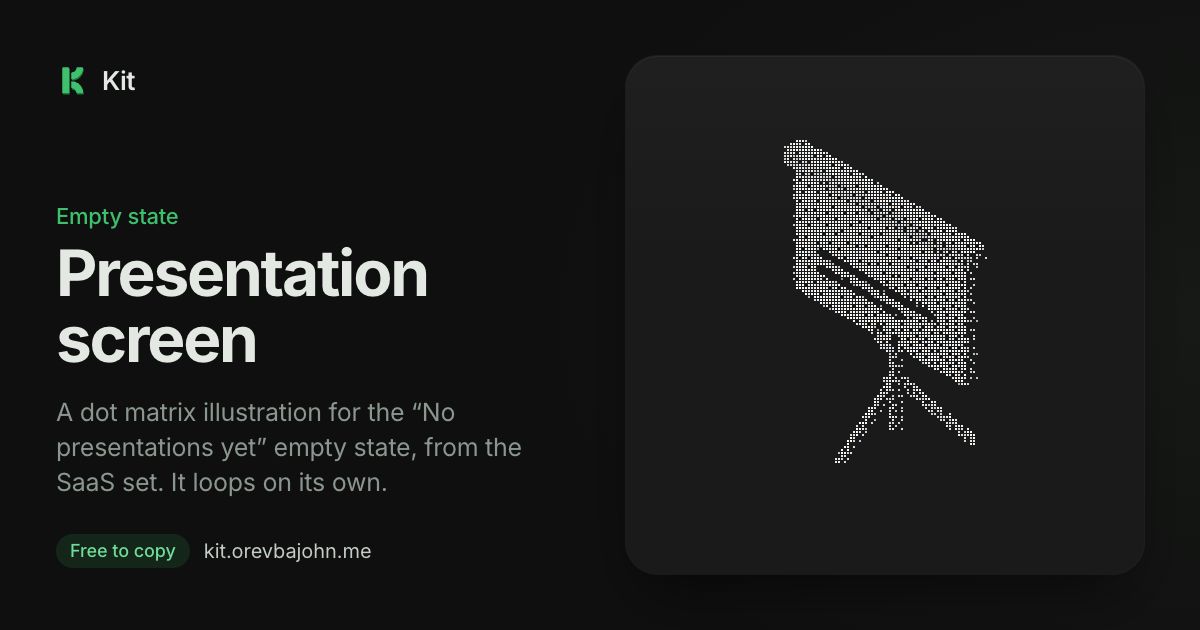 Kit
Empty state
Presentation
screen
A dot matrix illustration for the “No
presentations yet” empty state, from the
SaaS set. It loops on its own.
Free to copy
kit.orevbajohn.me